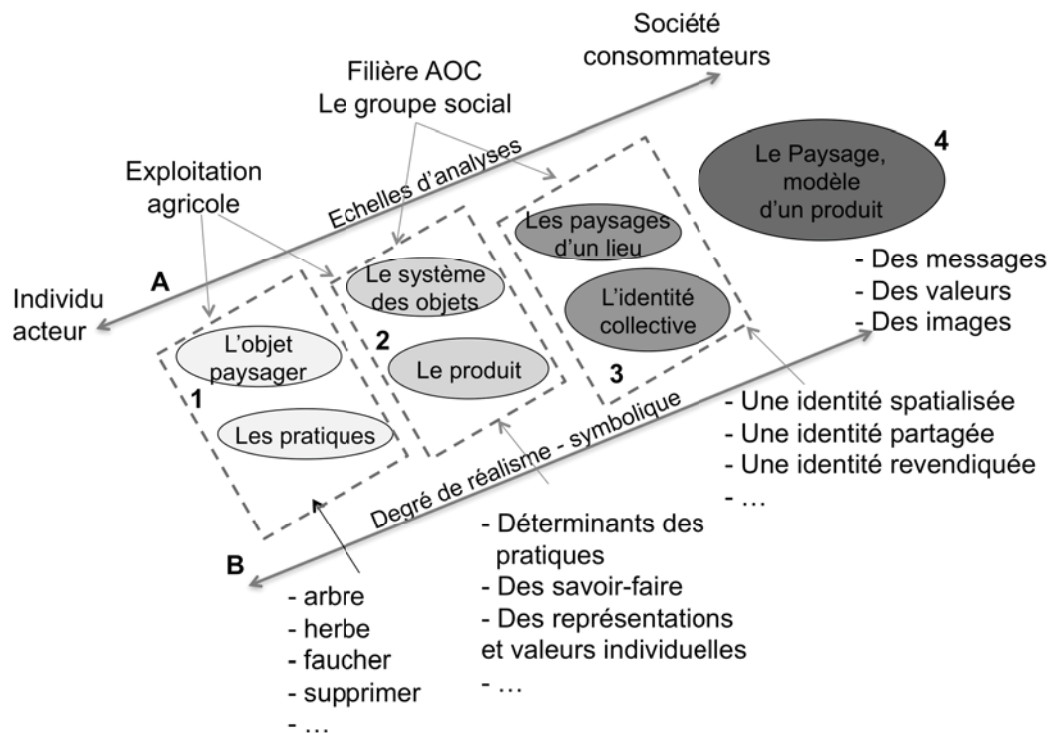 Société
consommateurs
Filière AOC
Le groupe social
Exploitation
agricole
Echelles d'analyses
A
Individu
acteur
4
Le Paysage,
modèle
d'un produit
- Des messages
- Des valeurs
- Des images
Les paysages
d'un lieu
L'identité
collective
3
Le système
des objets
2
Le produit
L'objet
paysager
1
Les pratiques
Degré de réalisme - symbolique
B
- Une identité spatialisée
- Une identité partagée
- Une identité revendiquée
- …
- Déterminants des
pratiques
- Des savoir-faire
- Des représentations
et valeurs individuelles
- …
- arbre
- herbe
- faucher
- supprimer
- …